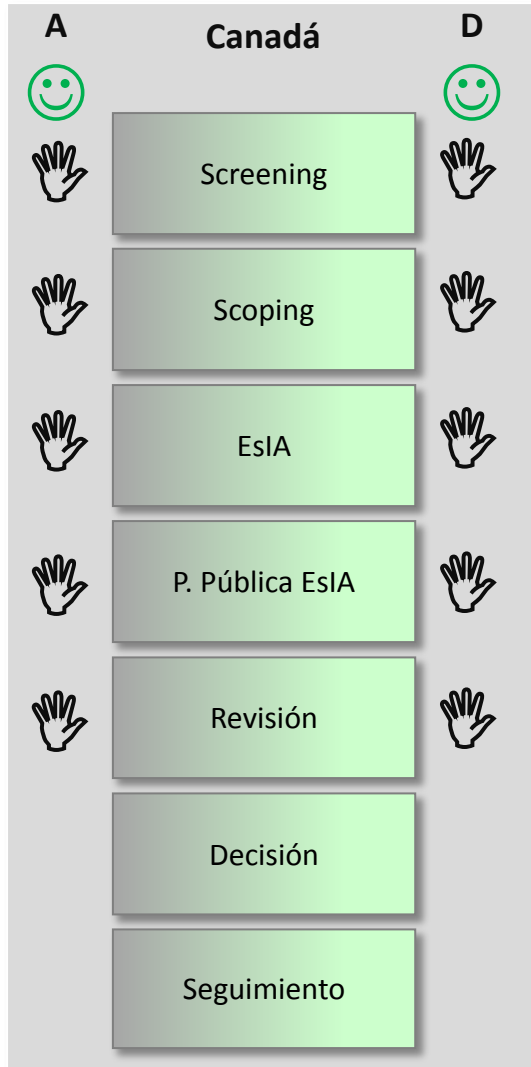 A Canadá D
Screening
Scoping
EsIA
P. Pública EsIA
Revisión
Decisión
Seguimiento